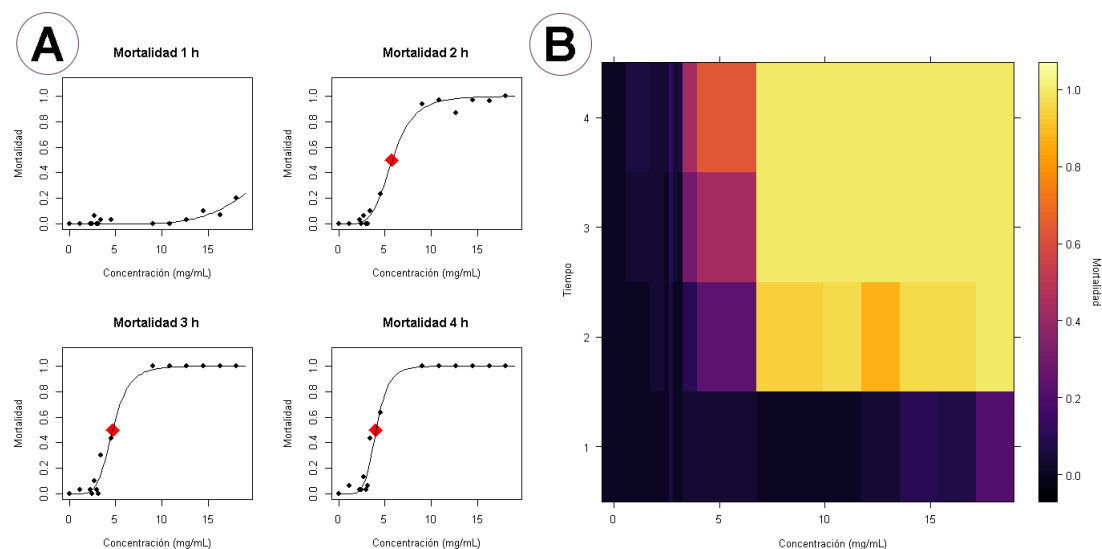 A
Mortalidad 1 h
Mortalidad
0.0 0.2 0.4 0.6 0.8 1.0
0 5 10 15
Concentración (mg/mL)
Mortalidad 2 h
Mortalidad
0.0 0.2 0.4 0.6 0.8 1.0
0 5 10 15
Concentración (mg/mL)
Mortalidad 3 h
Mortalidad
0.0 0.2 0.4 0.6 0.8 1.0
0 5 10 15
Concentración (mg/mL)
Mortalidad 4 h
Mortalidad
0.0 0.2 0.4 0.6 0.8 1.0
0 5 10 15
Concentración (mg/mL)
B
Tiempo
4
3
2
1
0 5 10 15
Concentración (mg/mL)
1.0
0.8
0.6
0.4
0.2
0.0
Mortalidad